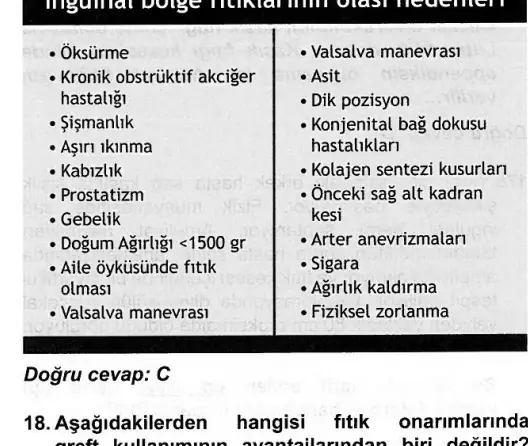 İnguinal bölge fıtıklarının olası nedenleri
• Öksürme
• Kronik obstrüktif akciğer
hastalığı
• Şişmanlık
• Aşırı ıkınma
• Kabızlık
• Prostatizm
• Gebelik
• Doğum Ağırlığı <1500 gr
• Aile öyküsünde fıtık
olması
• Valsalva manevrası
• Valsalva manevrası
• Asit
• Dik pozisyon
• Konjenital bağ dokusu
hastalıkları
• Kolajen sentezi kusurları
• Önceki sağ alt kadran
kesi
• Arter anevrizmaları
• Sigara
• Ağırlık kaldırma
• Fiziksel zorlanma
Doğru cevap: C
18. Aşağıdakilerden hangisi fıtık onarımlarında
greft kullanımının avantajlarından biri değildir?